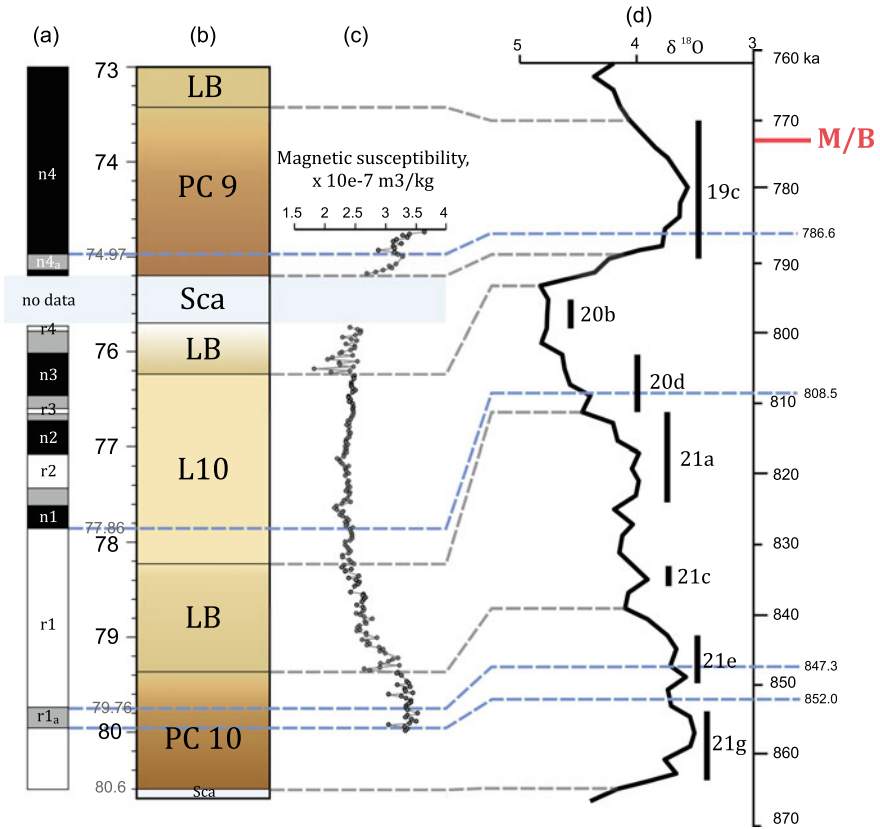 (a)
(b)
(c)
(d)
5
4
3
δ 18O
760 ka
770
M/B
780
786.6
790
800
808.5
810
820
830
840
847.3
850
852.0
860
870
19c
20b
20d
21a
21c
21e
21g
Magnetic susceptibility,
x 10e-7 m3/kg
1.5
2
2.5
3
3.5
4
73
74
74.97
76
77
77.86
78
79
79.76
80
80.6
LB
PC 9
Sca
LB
L10
LB
PC 10
Sca
n4
n4a
no data
r4
n3
r3
n2
r2
n1
r1
r1a